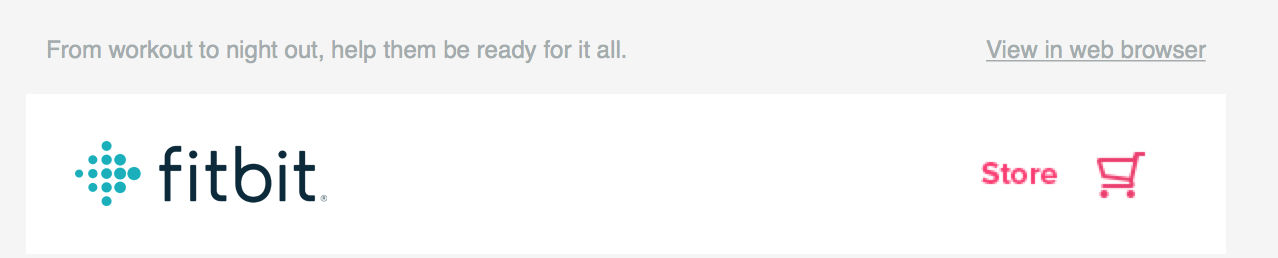 From workout to night out, help them be ready for it all.
View in web browser
fitbit®
Store